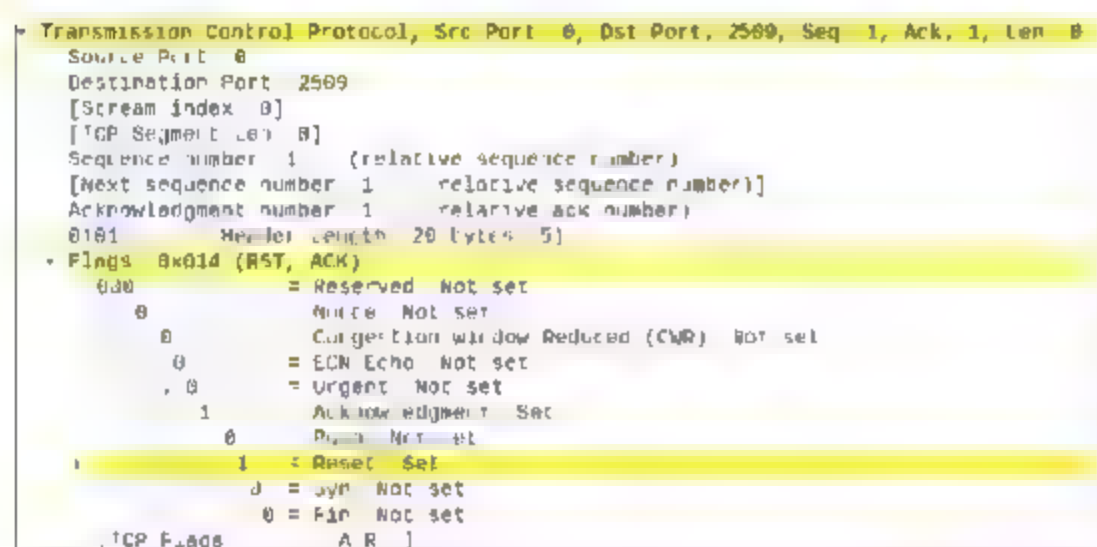 Transmission Control Protocol, Src Port 0, Dst Port. 2509, Seq 1, Ack. 1, Len 0
Source Port 0
Destination Port 2509
[Stream index 0]
[TCP Segment Len 0]
Sequence number 1 (relative sequence number)
[Next sequence number 1 relative sequence number)]
Acknowledgment number 1 relative ack number)
0101 Header Length 20 bytes 5)
Flags 0x014 (RST, ACK)
000 = Reserved Not set
0 Nonce Not set
0 Congestion Window Reduced (CWR) Not set
0 = ECN Echo Not set
. 0 = Urgent Not set
1 Acknowledgment Set
0 Push Not set
1 = Reset Set
0 = Syn Not set
0 = Fin Not set
[TCP Flags A R ]